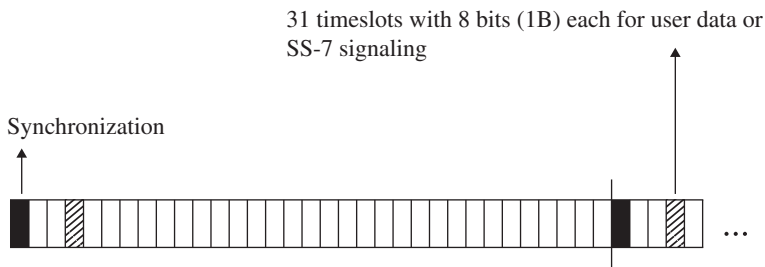 31 timeslots with 8 bits (1B) each for user data or
SS-7 signaling
Synchronization
...